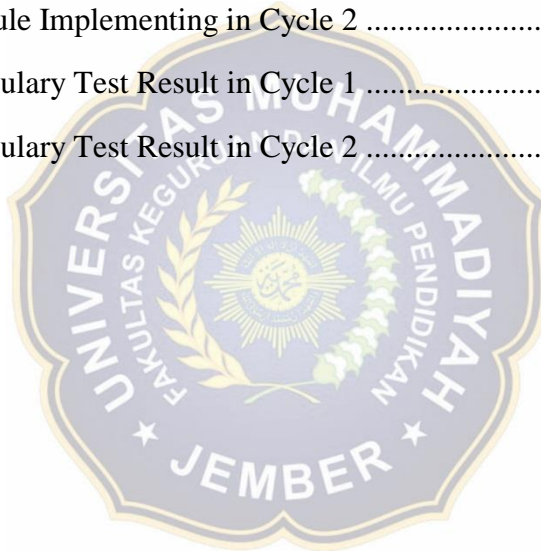 ule Implementing in Cycle 2 ......................
ulary Test Result in Cycle 1 ......................
ulary Test Result in Cycle 2 ......................
UNIVERSITAS MUHAMMADIYAH
FAKULTAS KEGURUAN DAN ILMU PENDIDIKAN
★ JEMBER ★